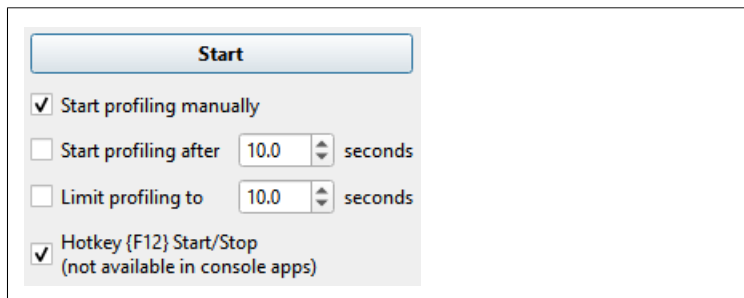 Start
Start profiling manually
Start profiling after 10.0 seconds
Limit profiling to 10.0 seconds
Hotkey {F12} Start/Stop
(not available in console apps)